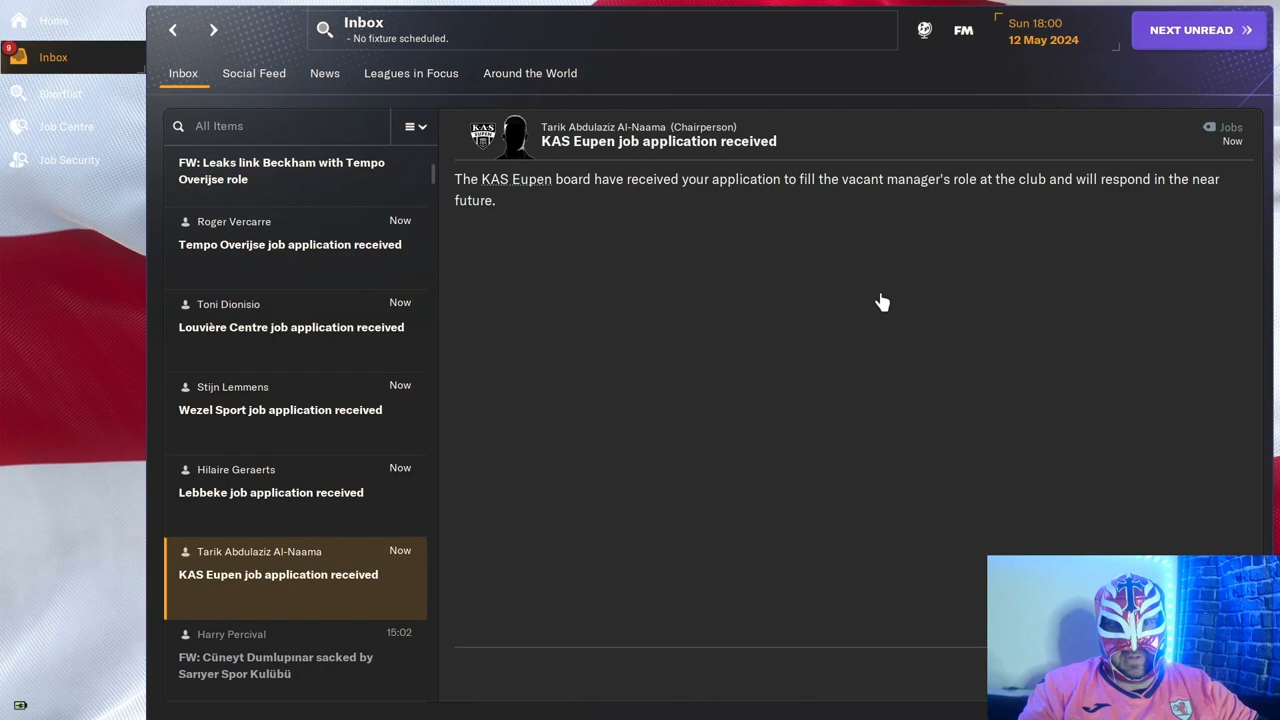 Home
9
Inbox
Shortlist
Job Centre
Job Security
Inbox
- No fixture scheduled.
FM
Sun 18:00
12 May 2024
NEXT UNREAD
Inbox
Social Feed
News
Leagues in Focus
Around the World
All Items
FW: Leaks link Beckham with Tempo
Overijse role
Roger Vercarre
Now
Tempo Overijse job application received
Toni Dionisio
Now
Louvière Centre job application received
Stijn Lemmens
Now
Wezel Sport job application received
Hilaire Geraerts
Now
Lebbeke job application received
Tarik Abdulaziz Al-Naama
Now
KAS Eupen job application received
Harry Percival
15:02
FW: Cüneyt Dumlupınar sacked by
Sarıyer Spor Kulübü
KAS
EUPEN
Tarik Abdulaziz Al-Naama (Chairperson)
KAS Eupen job application received
Jobs
Now
The KAS Eupen board have received your application to fill the vacant manager's role at the club and will respond in the near
future.